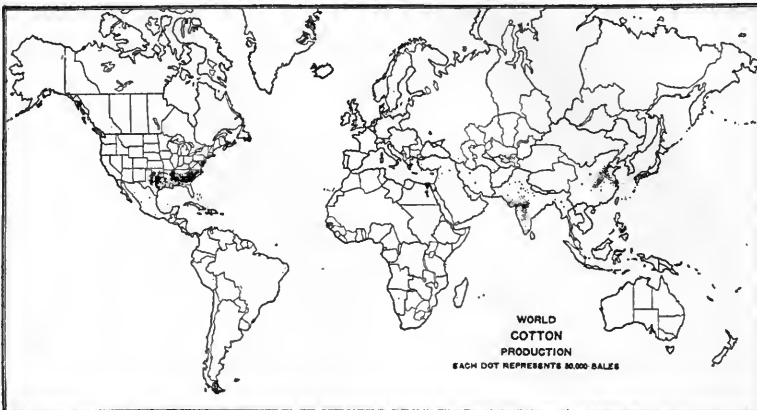 WORLD
COTTON
PRODUCTION
EACH DOT REPRESENTS 50,000 BALES